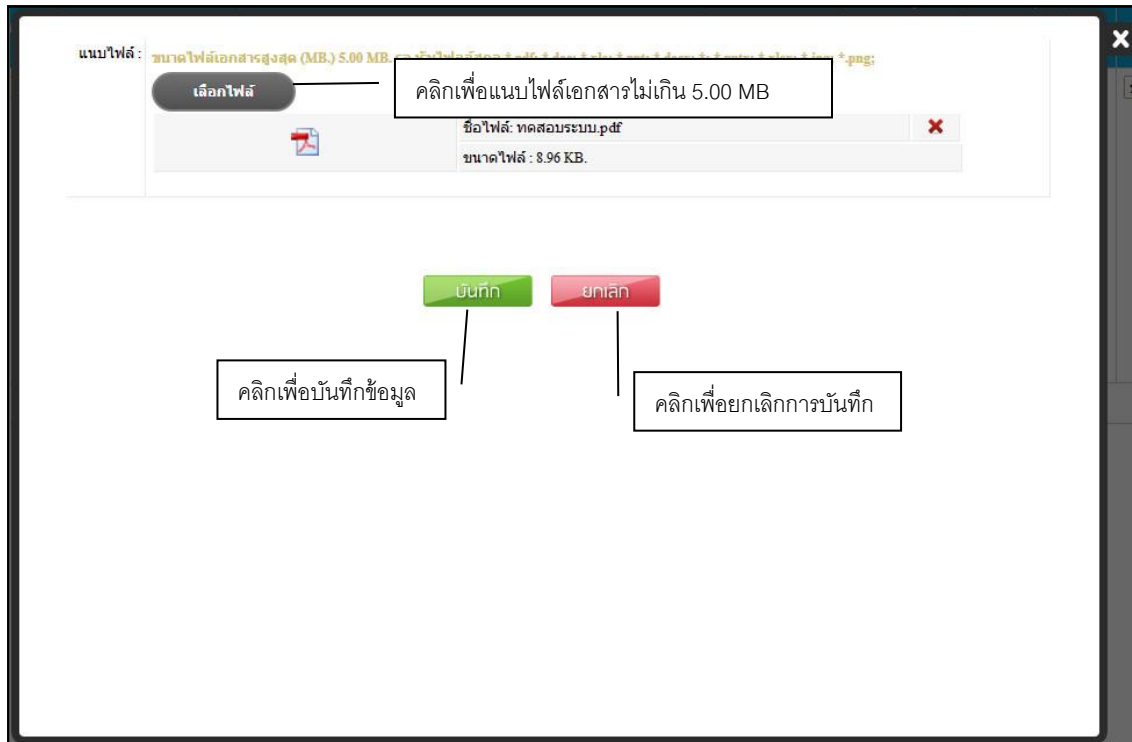 แนบไฟล์ :
ขนาดไฟล์เอกสารสูงสุด (MB.) 5.00 MB. *.png;
เลือกไฟล์
คลิกเพื่อแนบไฟล์เอกสารไม่เกิน 5.00 MB
ชื่อไฟล์: ทดสอบระบบ.pdf
ขนาดไฟล์ : 8.96 KB.
บันทึก ยกเลิก
คลิกเพื่อบันทึกข้อมูล
คลิกเพื่อยกเลิกการบันทึก